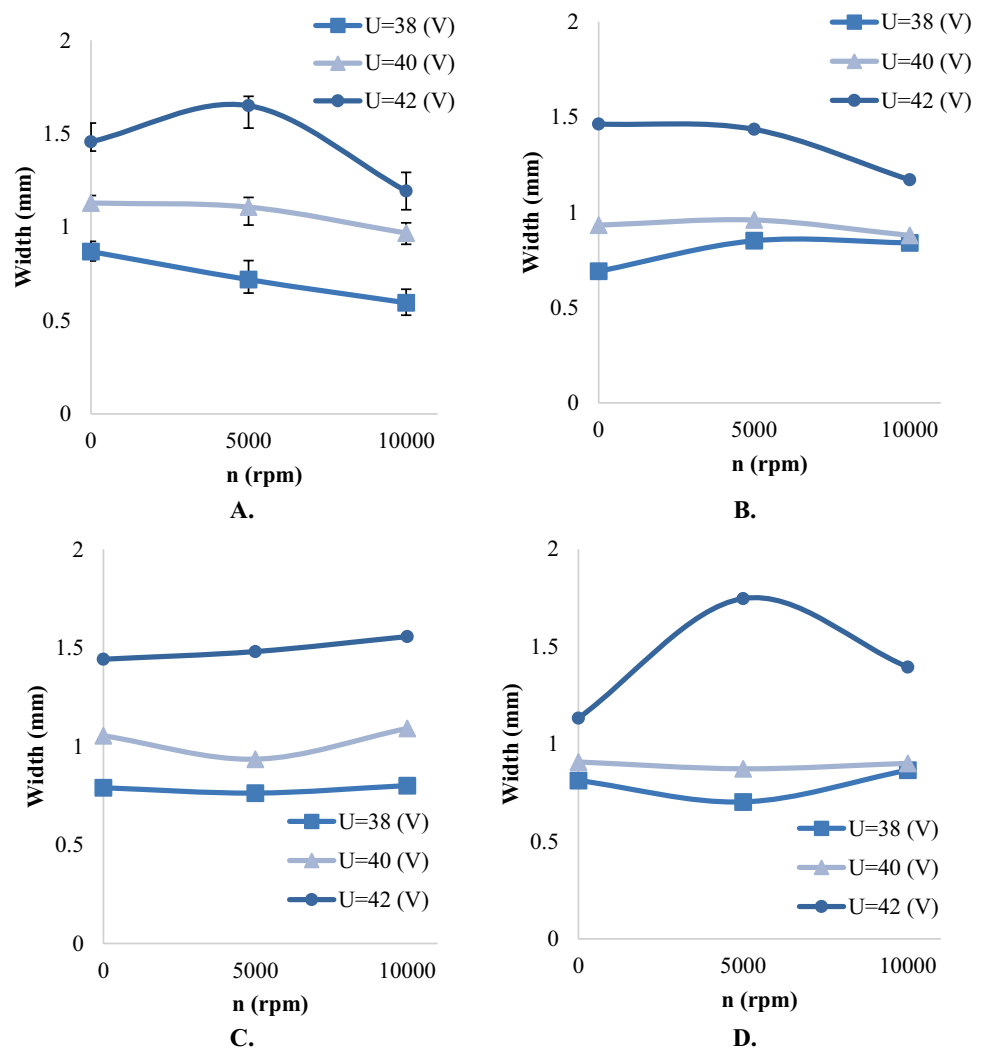 U=38 (V)
U=40 (V)
U=42 (V)
2
1.5
1
0.5
0
Width (mm)
0 5000 10000
n (rpm)
A.
U=38 (V)
U=40 (V)
U=42 (V)
2
1.5
1
0.5
0
Width (mm)
0 5000 10000
n (rpm)
B.
2
1.5
1
0.5
0
Width (mm)
U=38 (V)
U=40 (V)
U=42 (V)
0 5000 10000
n (rpm)
C.
2
1.5
1
0.5
0
Width (mm)
U=38 (V)
U=40 (V)
U=42 (V)
0 5000 10000
n (rpm)
D.